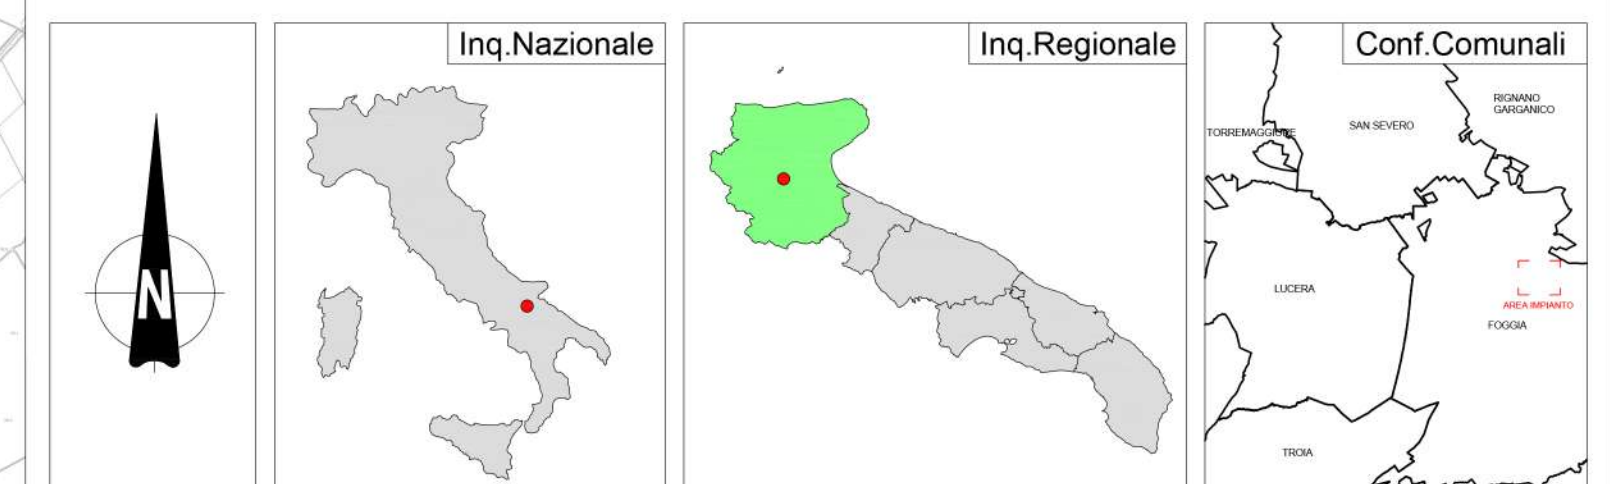 Inq.Nazionale
Inq.Regionale
Conf.Comunali
N
RIGNANO
GARGANICO
TORREMAGGIORE
SAN SEVERO
LUCERA
AREA IMPIANTO
FOGGIA
TROIA